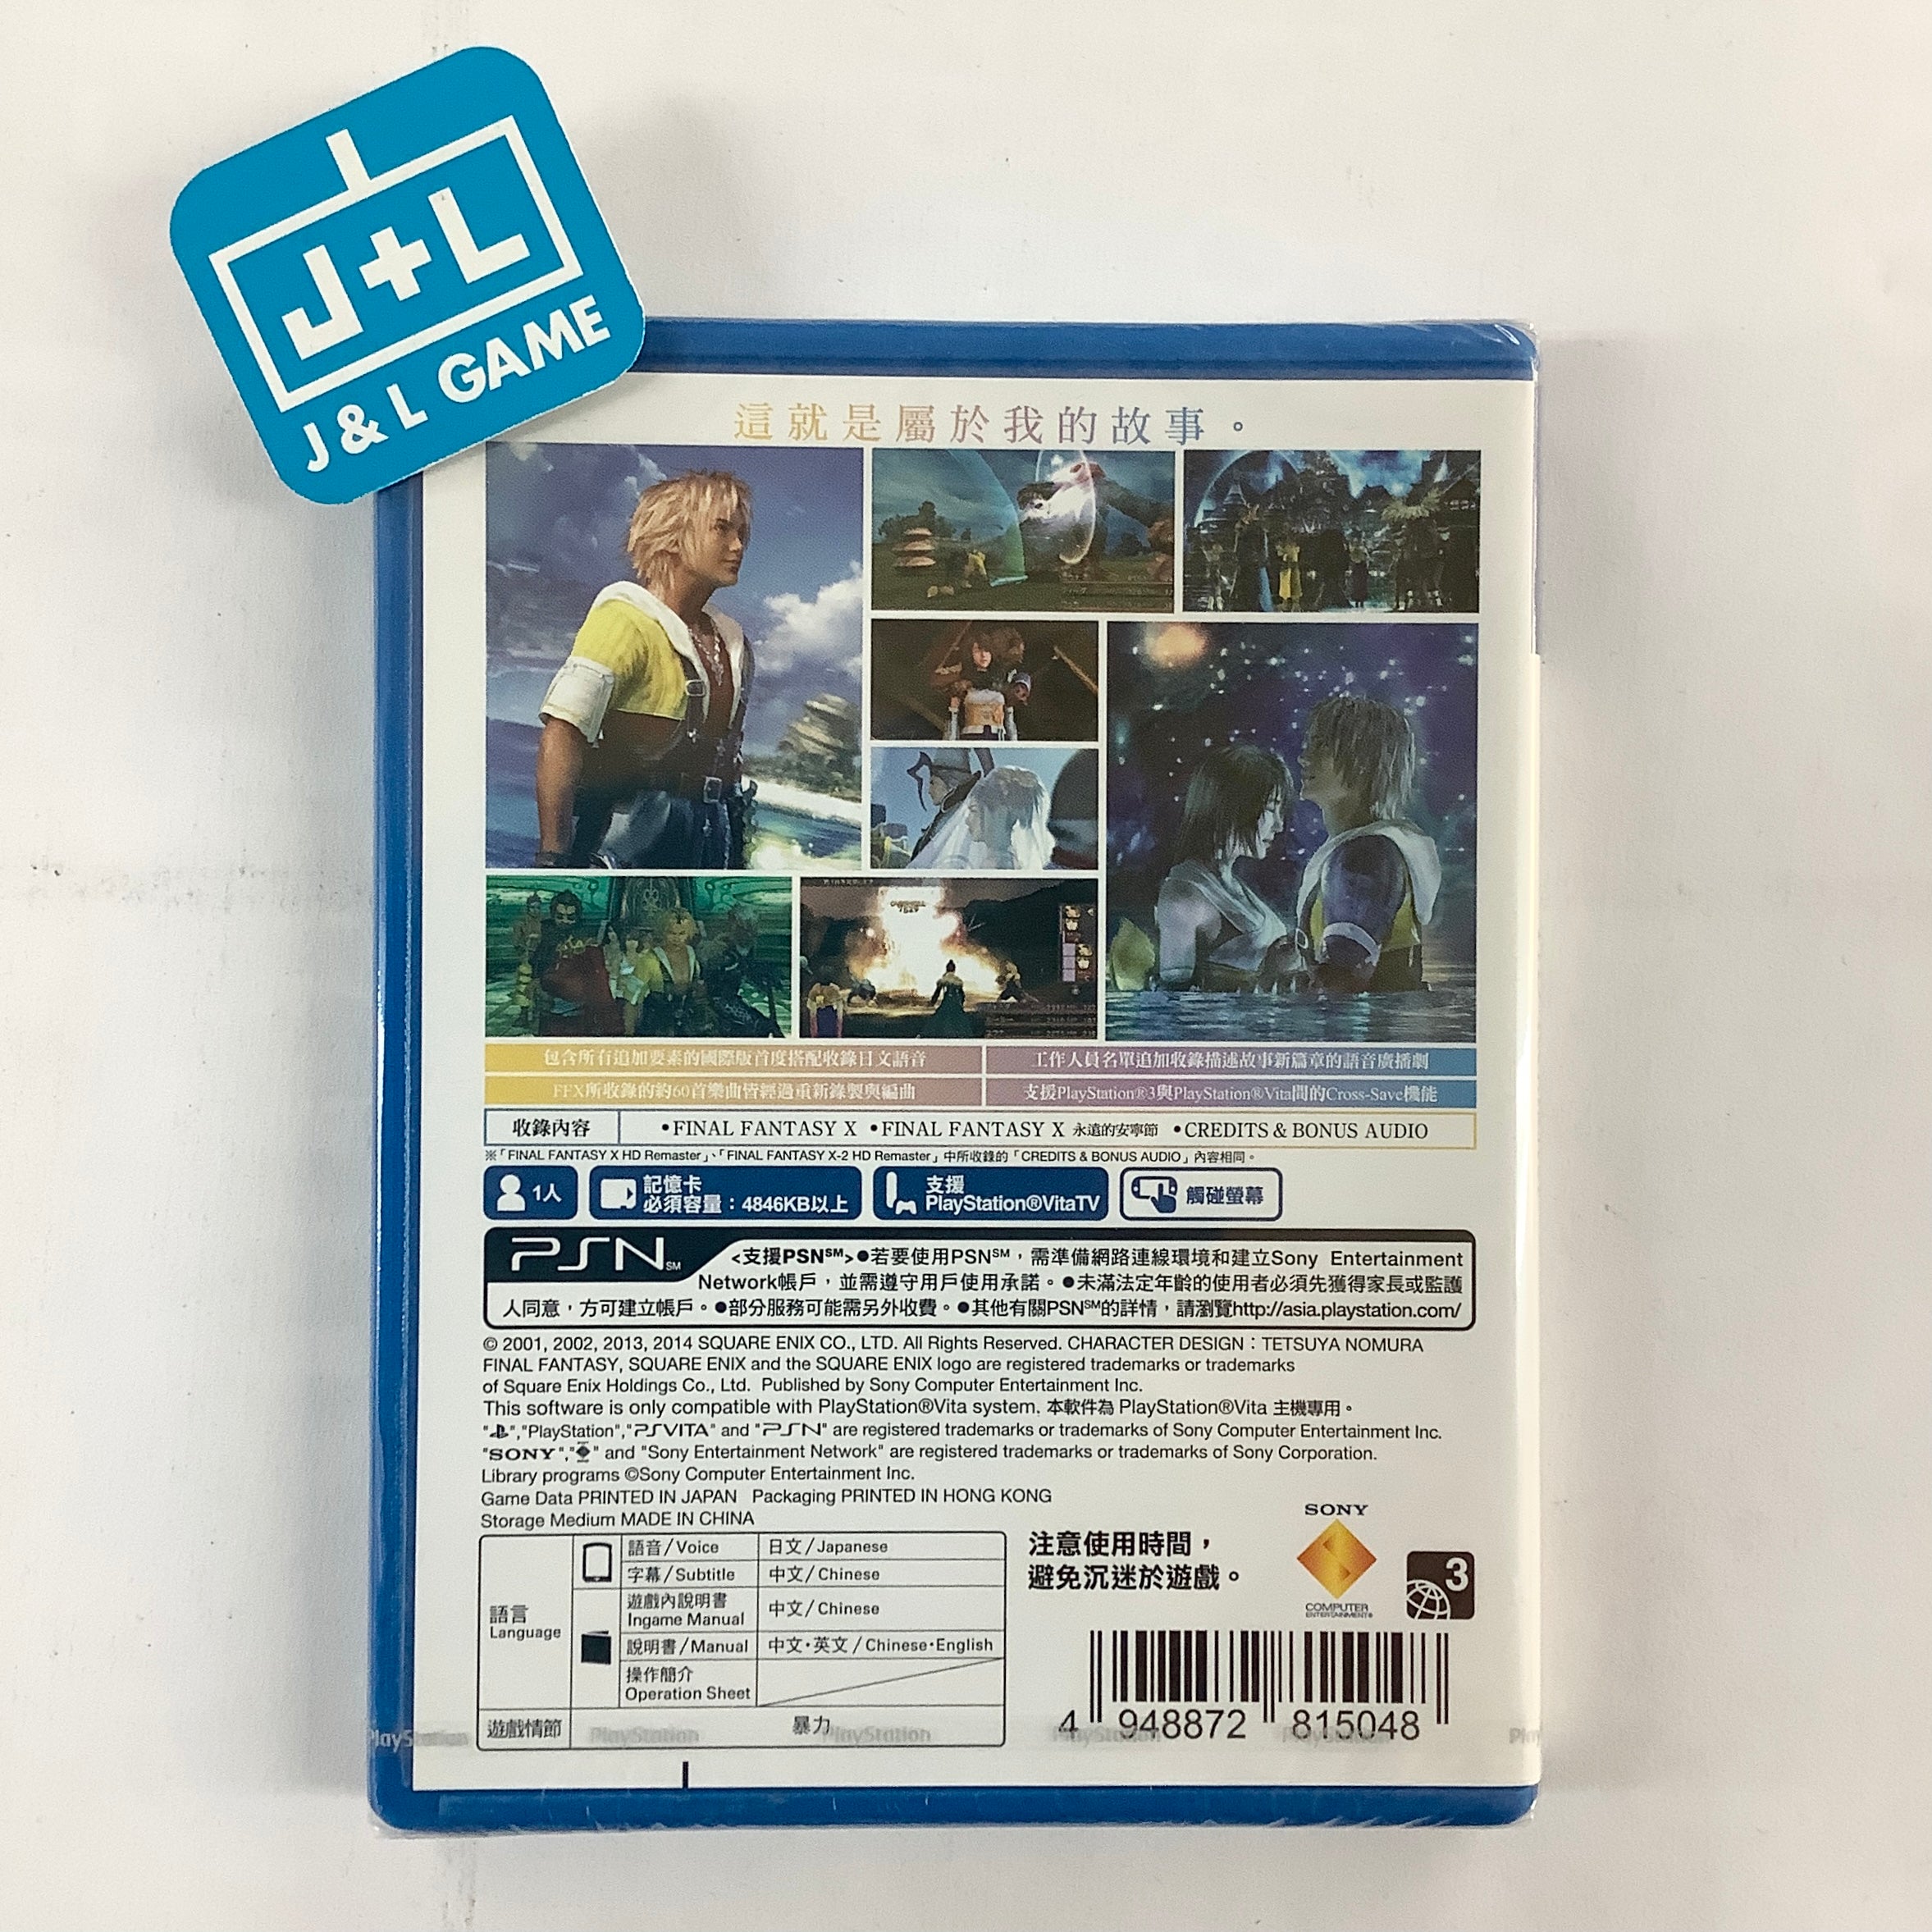 J+L
J & L GAME
這就是屬於我的故事。
包含所有追加要素的國際版首度搭配收錄日文語音
工作人員名單追加收錄描述故事新篇章的語音廣播劇
FFX所收錄的約60首樂曲皆經過重新錄製與編曲
支援PlayStation®3與PlayStation®Vita間的Cross-Save機能
收錄內容
•FINAL FANTASY X •FINAL FANTASY X 永遠的安寧節 •CREDITS & BONUS AUDIO
※「FINAL FANTASY X HD Remaster」、「FINAL FANTASY X-2 HD Remaster」中所收錄的「CREDITS & BONUS AUDIO」內容相同。
1人
記憶卡
必須容量：4846KB以上
支援
PlayStation®VitaTV
觸碰螢幕
PSN℠
<支援PSN℠>●若要使用PSN℠，需準備網路連線環境和建立Sony Entertainment
Network帳戶，並需遵守用戶使用承諾。●未滿法定年齡的使用者必須先獲得家長或監護
人同意，方可建立帳戶。●部分服務可能需另外收費。●其他有關PSN℠的詳情，請瀏覽http://asia.playstation.com/
© 2001, 2002, 2013, 2014 SQUARE ENIX CO., LTD. All Rights Reserved. CHARACTER DESIGN：TETSUYA NOMURA
FINAL FANTASY, SQUARE ENIX and the SQUARE ENIX logo are registered trademarks or trademarks
of Square Enix Holdings Co., Ltd. Published by Sony Computer Entertainment Inc.
This software is only compatible with PlayStation®Vita system. 本軟件為 PlayStation®Vita 主機專用。
"","PlayStation","PSVITA" and "PSN" are registered trademarks or trademarks of Sony Computer Entertainment Inc.
"SONY","" and "Sony Entertainment Network" are registered trademarks or trademarks of Sony Corporation.
Library programs ©Sony Computer Entertainment Inc.
Game Data PRINTED IN JAPAN Packaging PRINTED IN HONG KONG
Storage Medium MADE IN CHINA
語言
Language
語音/Voice 日文/Japanese
字幕/Subtitle 中文/Chinese
遊戲內說明書
Ingame Manual 中文/Chinese
說明書/Manual 中文・英文/Chinese・English
操作簡介
Operation Sheet
遊戲情節 暴力
注意使用時間，
避免沉迷於遊戲。
SONY
COMPUTER
ENTERTAINMENT®
3
4 948872 815048
PlayStation PlayStation PlayStation PlayStation PlayStation